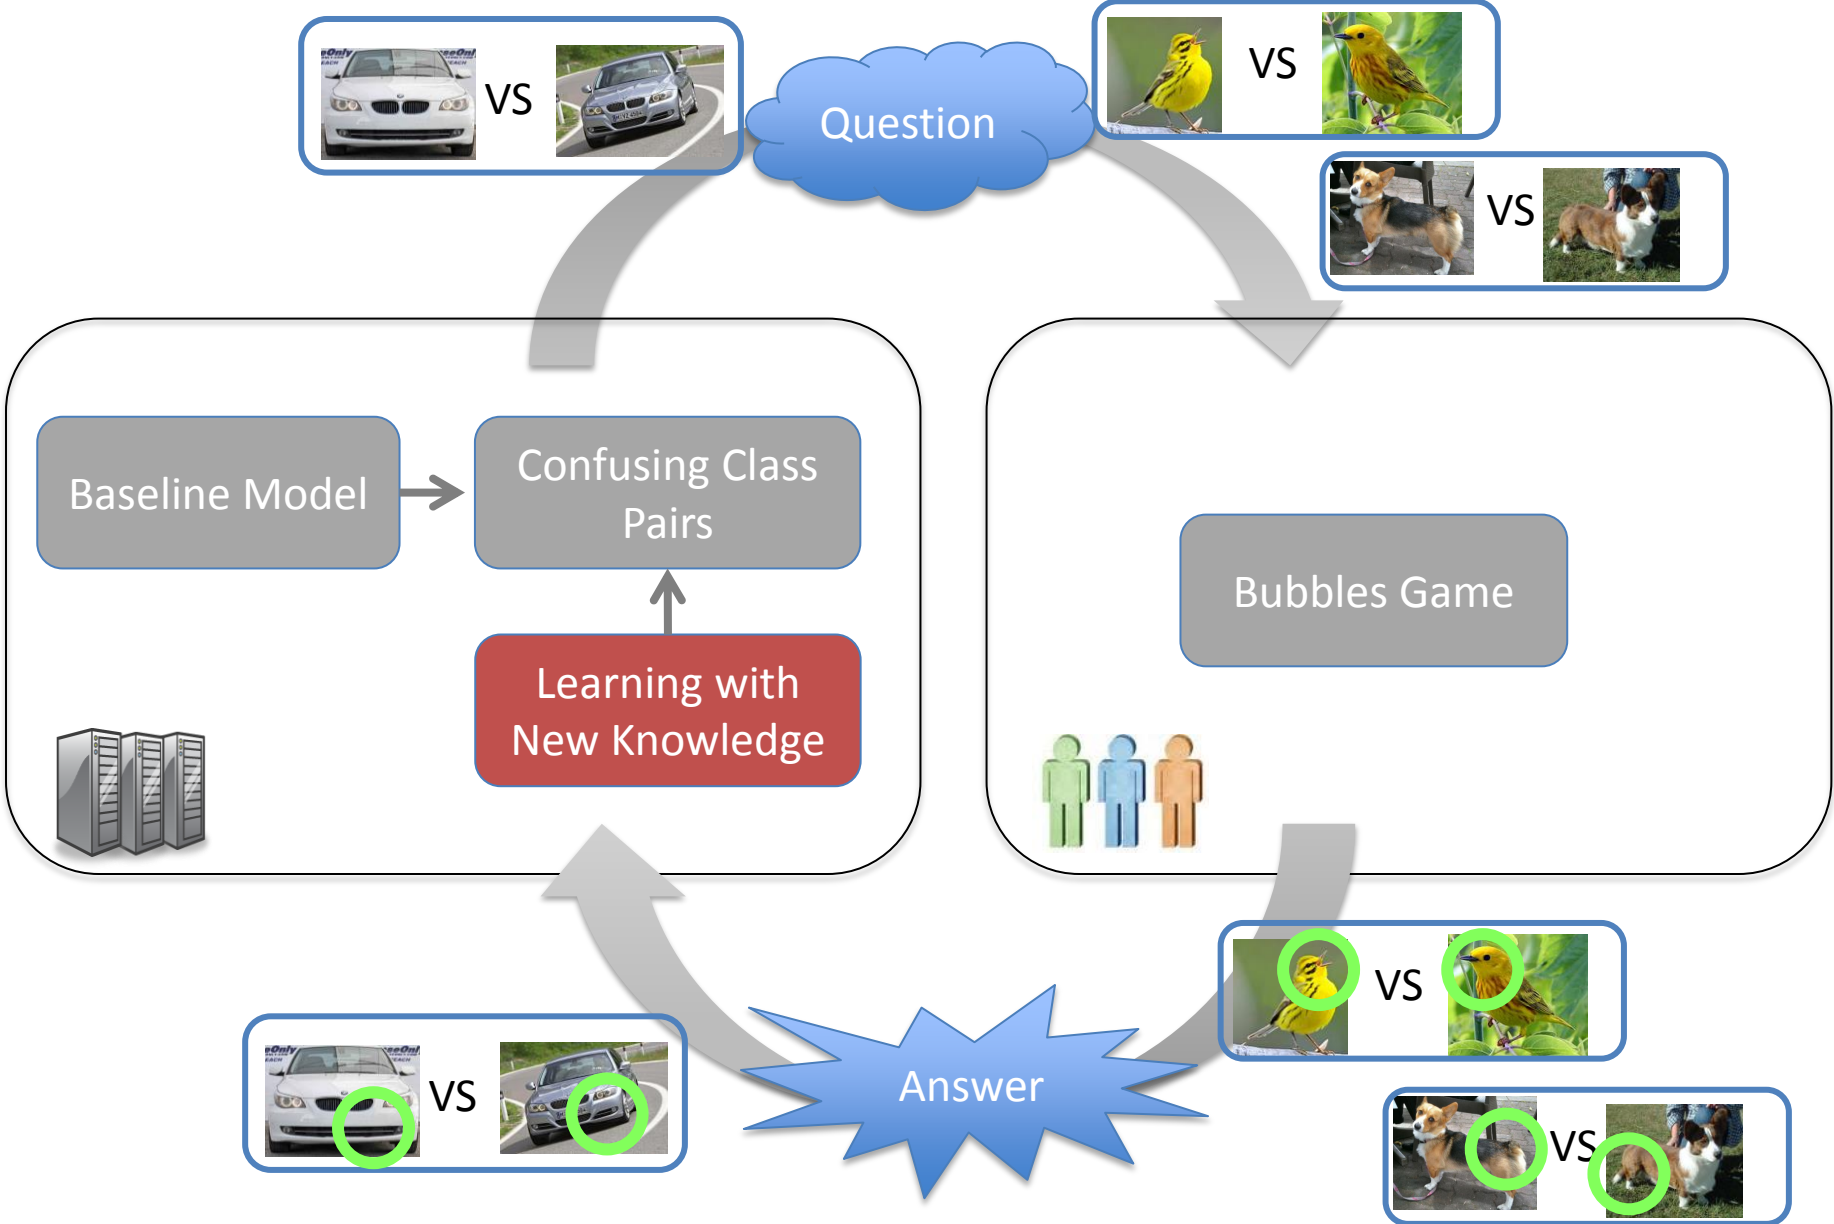 VS
Question
VS
VS
Baseline Model
Confusing Class
Pairs
Learning with
New Knowledge
Bubbles Game
VS
VS
Answer
VS